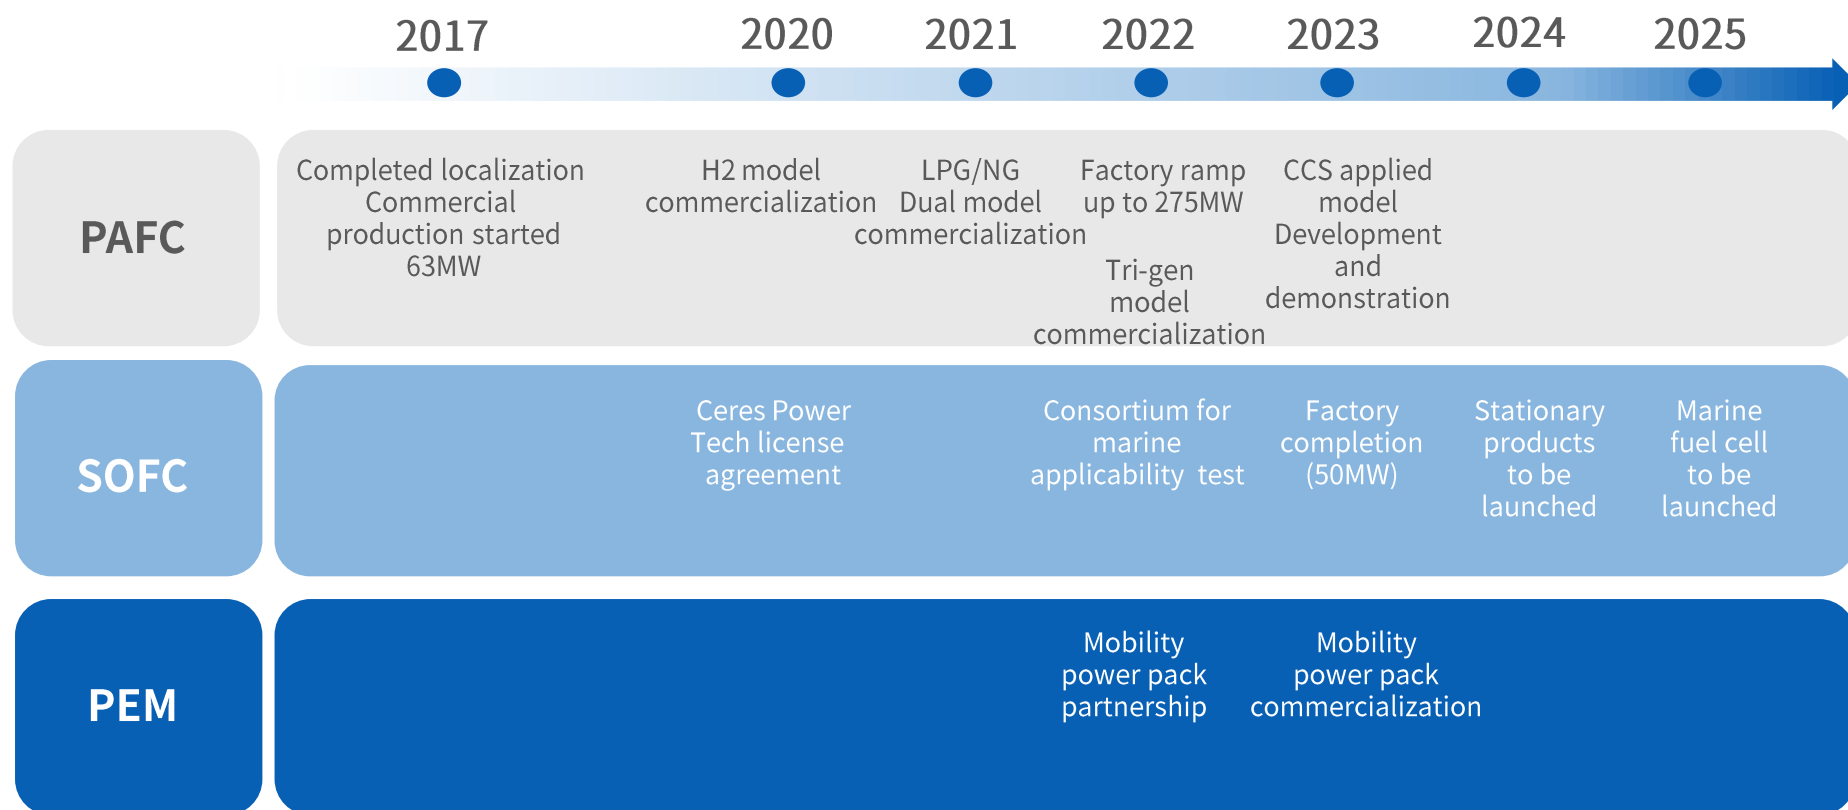 2017
2020
2021
2022
2023
2024
2025
PAFC
Completed localization
Commercial
production started
63MW
H2 model
commercialization
LPG/NG
Dual model
commercialization
Factory ramp
up to 275MW
Tri-gen
model
commercialization
CCS applied
model
Development
and
demonstration
SOFC
Ceres Power
Tech license
agreement
Consortium for
marine
applicability test
Factory
completion
(50MW)
Stationary
products
to be
launched
Marine
fuel cell
to be
launched
PEM
Mobility
power pack
partnership
Mobility
power pack
commercialization